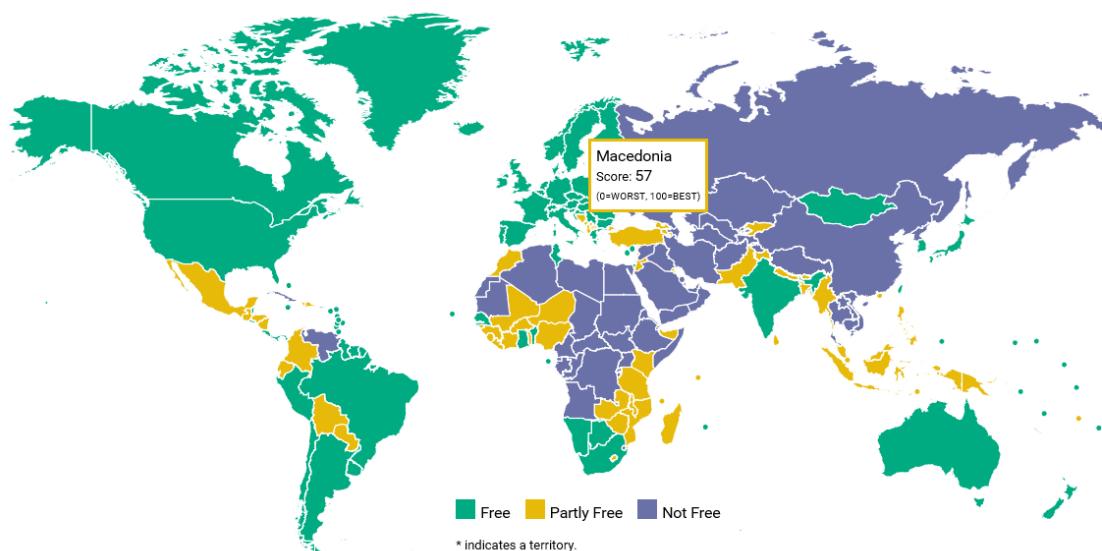 Macedonia
Score: 57
(0=WORST, 100=BEST)
Free Partly Free Not Free
* indicates a territory.